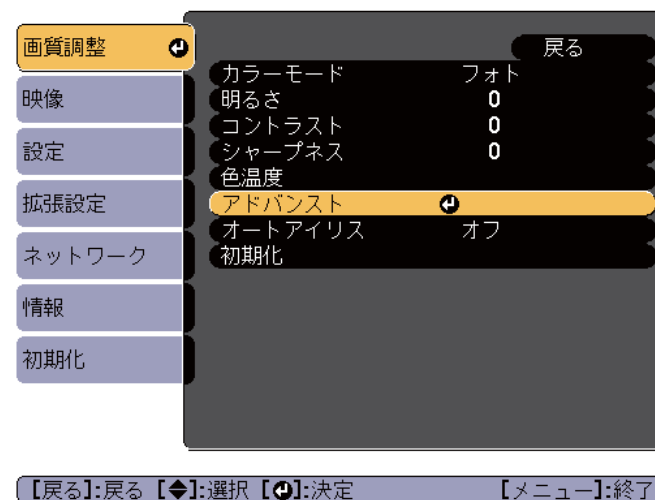 画質調整
映像
設定
拡張設定
ネットワーク
情報
初期化
戻る
カラーモード フォト
明るさ 0
コントラスト 0
シャープネス 0
色温度
アドバンスト
オートアイリス オフ
初期化
【戻る】:戻る 【◆】:選択 【⏎】:決定 【メニュー】:終了